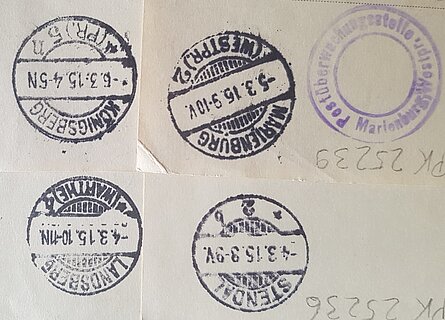 KÖNIGSBERG
-6.3.15.4-5N
* (PR.) 5 n
MARIENBURG
-5.3.15.9-10V.
* (WESTPR.) 2
Postüberwachungsstelle
Marienburg
PK 25239
LANDSBERG
-4.3.15.10-11N.
(WARTHE) 4
STENDAL
-4.3.15.8-9V.
* 2
PK 25236